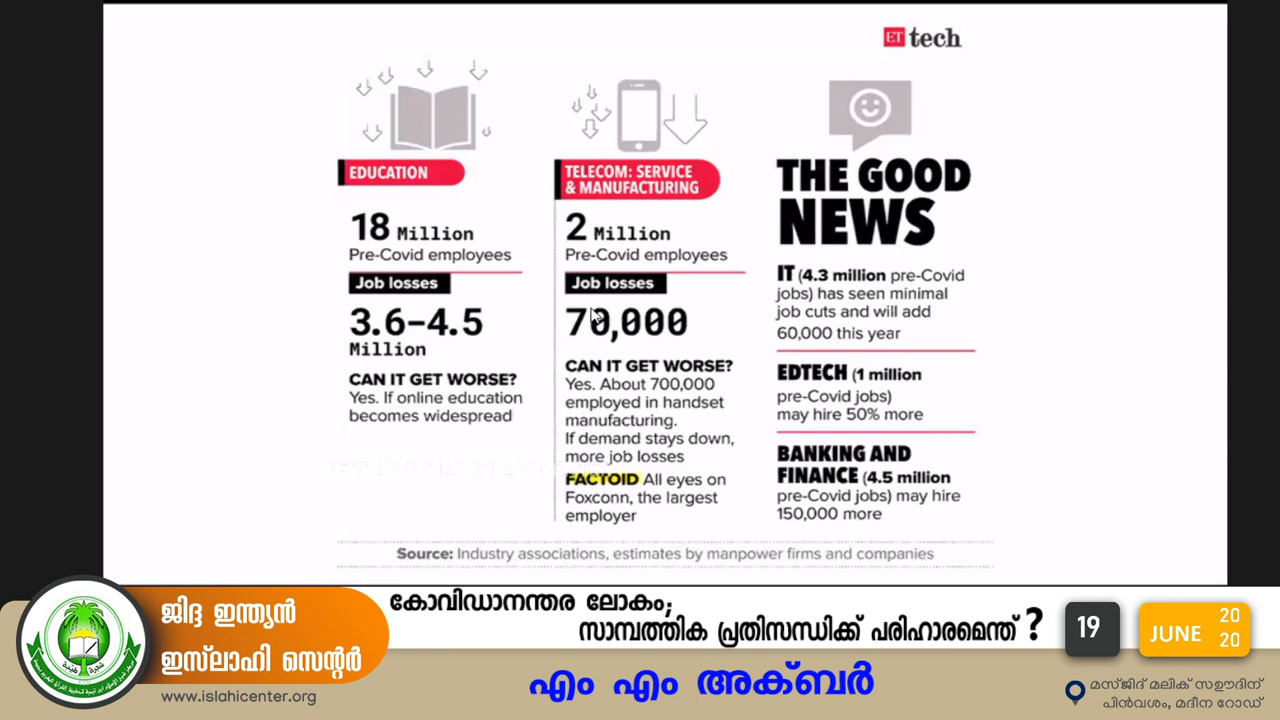 ET tech
EDUCATION
18 Million
Pre-Covid employees
Job losses
3.6–4.5
Million
CAN IT GET WORSE?
Yes. If online education
becomes widespread
TELECOM: SERVICE
& MANUFACTURING
2 Million
Pre-Covid employees
Job losses
70,000
CAN IT GET WORSE?
Yes. About 700,000
employed in handset
manufacturing.
If demand stays down,
more job losses
FACTOID All eyes on
Foxconn, the largest
employer
THE GOOD
NEWS
IT (4.3 million pre-Covid
jobs) has seen minimal
job cuts and will add
60,000 this year
EDTECH (1 million
pre-Covid jobs)
may hire 50% more
BANKING AND
FINANCE (4.5 million
pre-Covid jobs) may hire
150,000 more
Source: Industry associations, estimates by manpower firms and companies
ജിദ്ദ ഇന്ത്യൻ
ഇസ്‌ലാഹി സെന്റർ
www.islahicenter.org
കോവിഡാനന്തര ലോകം;
സാമ്പത്തിക പ്രതിസന്ധിക്ക് പരിഹാരമെന്ത് ?
എം എം അക്ബർ
19
JUNE
20
20
മസ്ജിദ് മലിക് സഊദിന്
പിൻവശം, മദീന റോഡ്